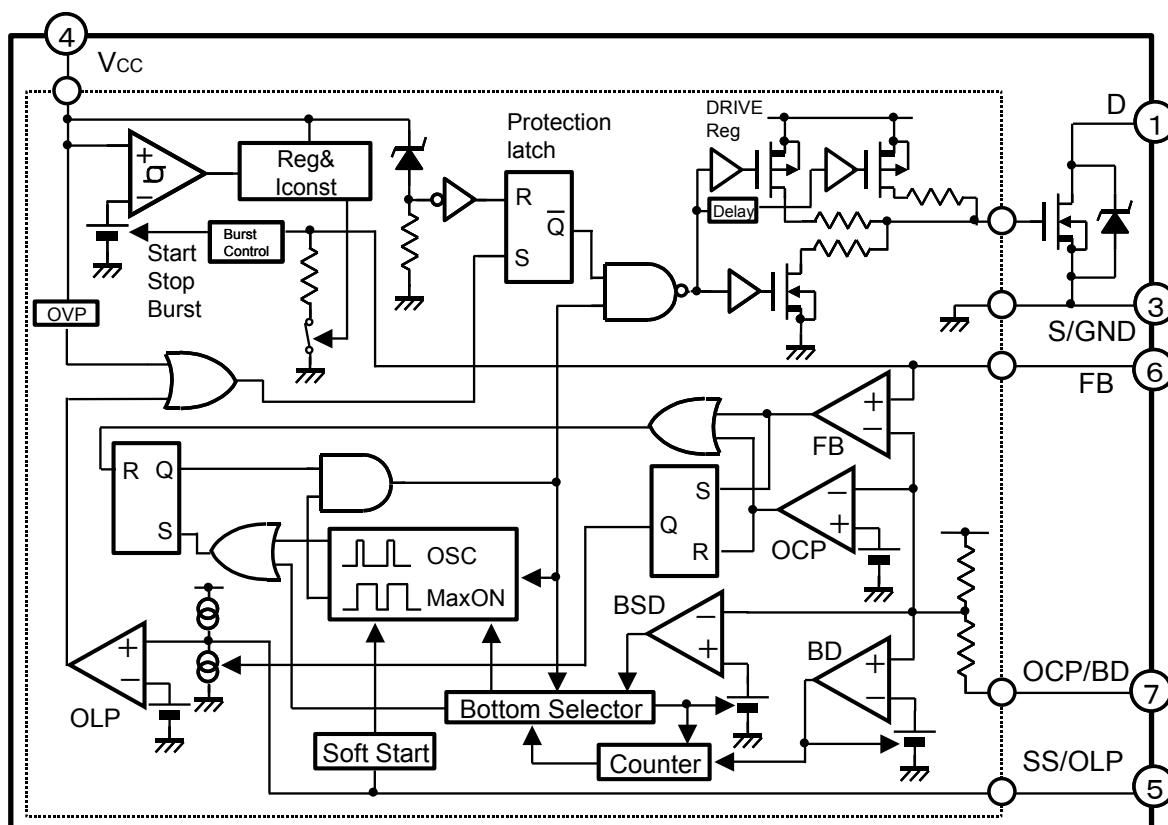 4
VCC
D
1
DRIVE
Reg
Protection
latch
+
−
Reg&
Iconst
R
Q
S
Delay
Burst
Control
Start
Stop
Burst
OVP
3
S/GND
6
FB
+
−
FB
R
Q
S
S
Q
R
−
+
OCP
OSC
MaxON
BSD
−
+
BD
+
−
+
−
OLP
OCP/BD
7
Bottom Selector
Soft Start
Counter
SS/OLP
5